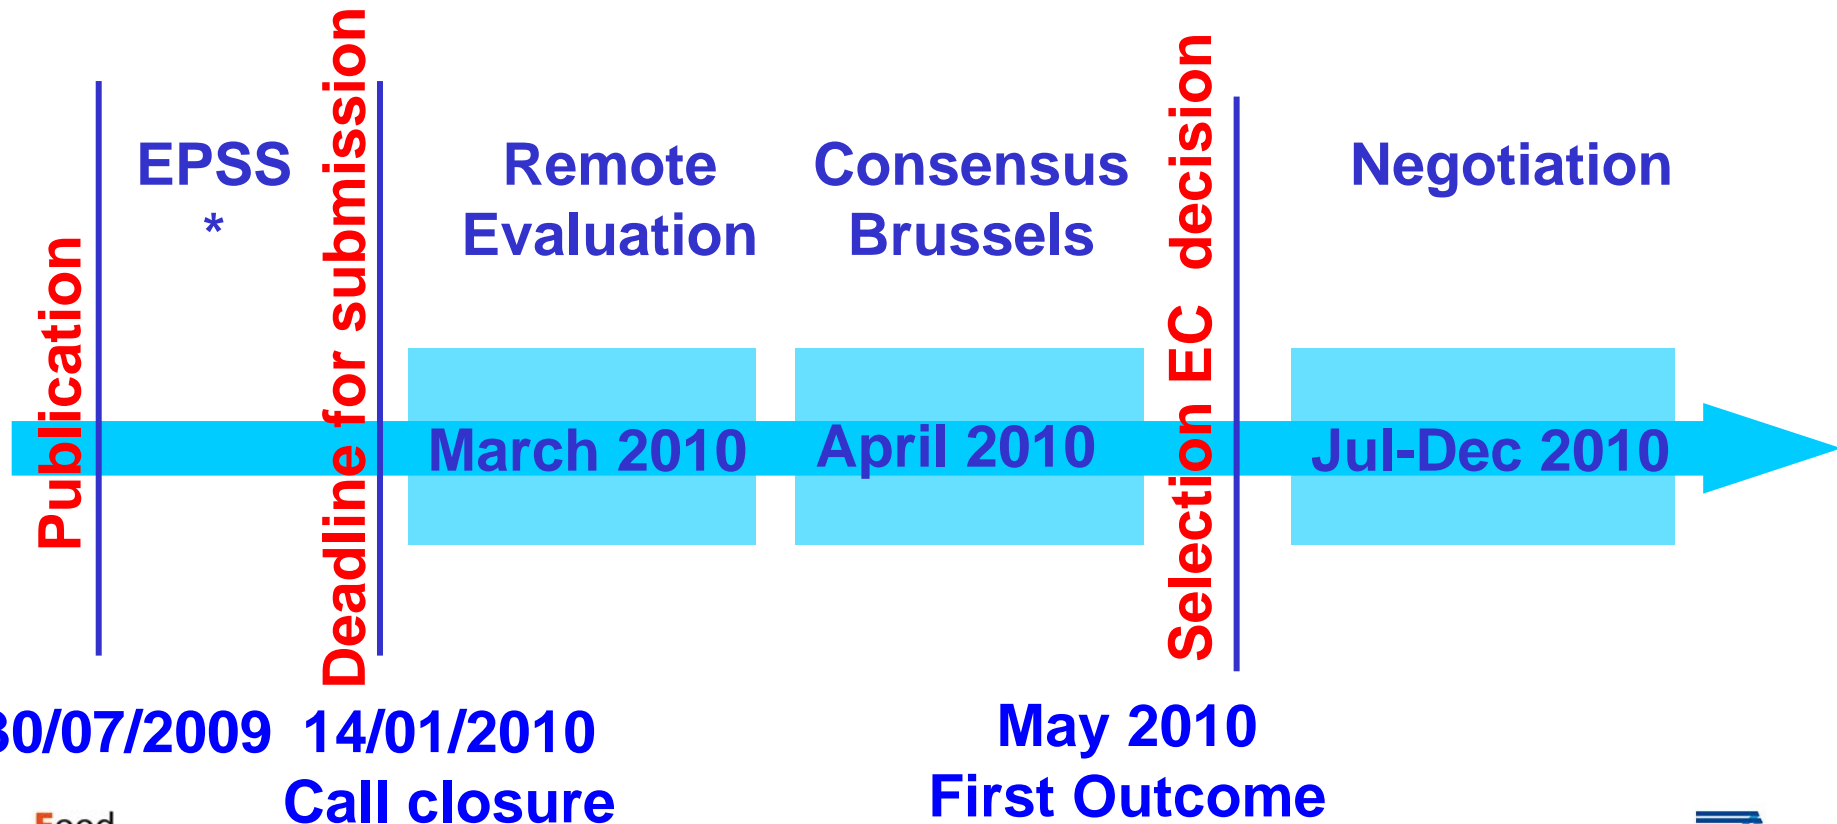 Publication
EPSS
*
Deadline for submission
Remote
Evaluation
Consensus
Brussels
Selection EC decision
Negotiation
March 2010
April 2010
Jul-Dec 2010
30/07/2009
14/01/2010
Call closure
May 2010
First Outcome
Food